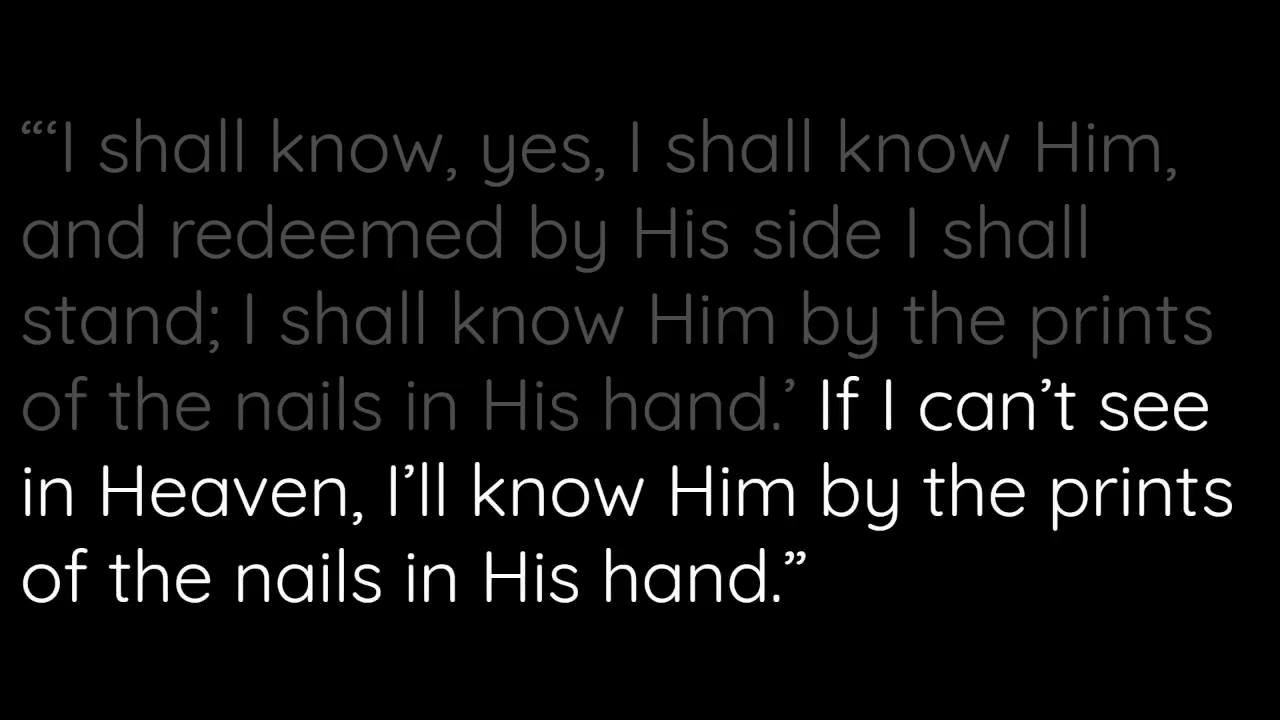 “‘I shall know, yes, I shall know Him,
and redeemed by His side I shall
stand; I shall know Him by the prints
of the nails in His hand.’ If I can’t see
in Heaven, I’ll know Him by the prints
of the nails in His hand.”